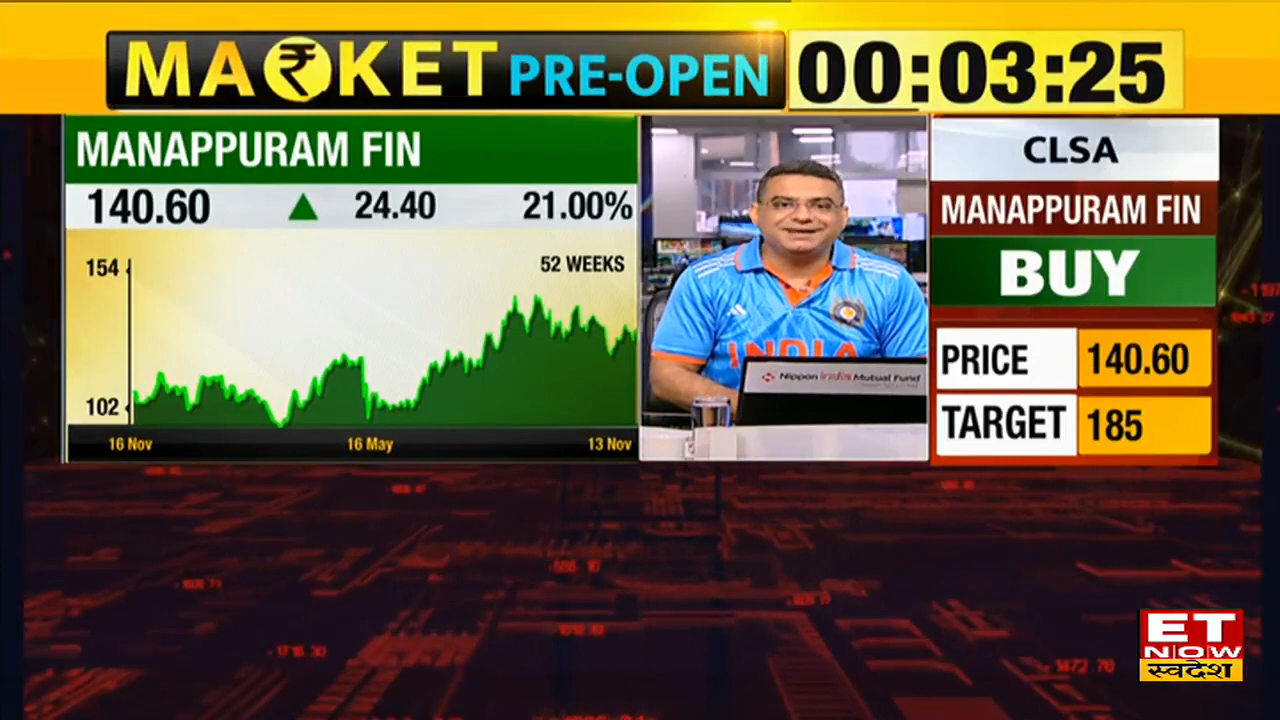 MARKET PRE-OPEN 00:03:25
MANAPPURAM FIN
140.60 ▲ 24.40 21.00%
52 WEEKS
154
102
16 Nov 16 May 13 Nov
INDIA
Nippon India Mutual Fund
CLSA
MANAPPURAM FIN
BUY
PRICE 140.60
TARGET 185
ET
NOW
स्वदेश